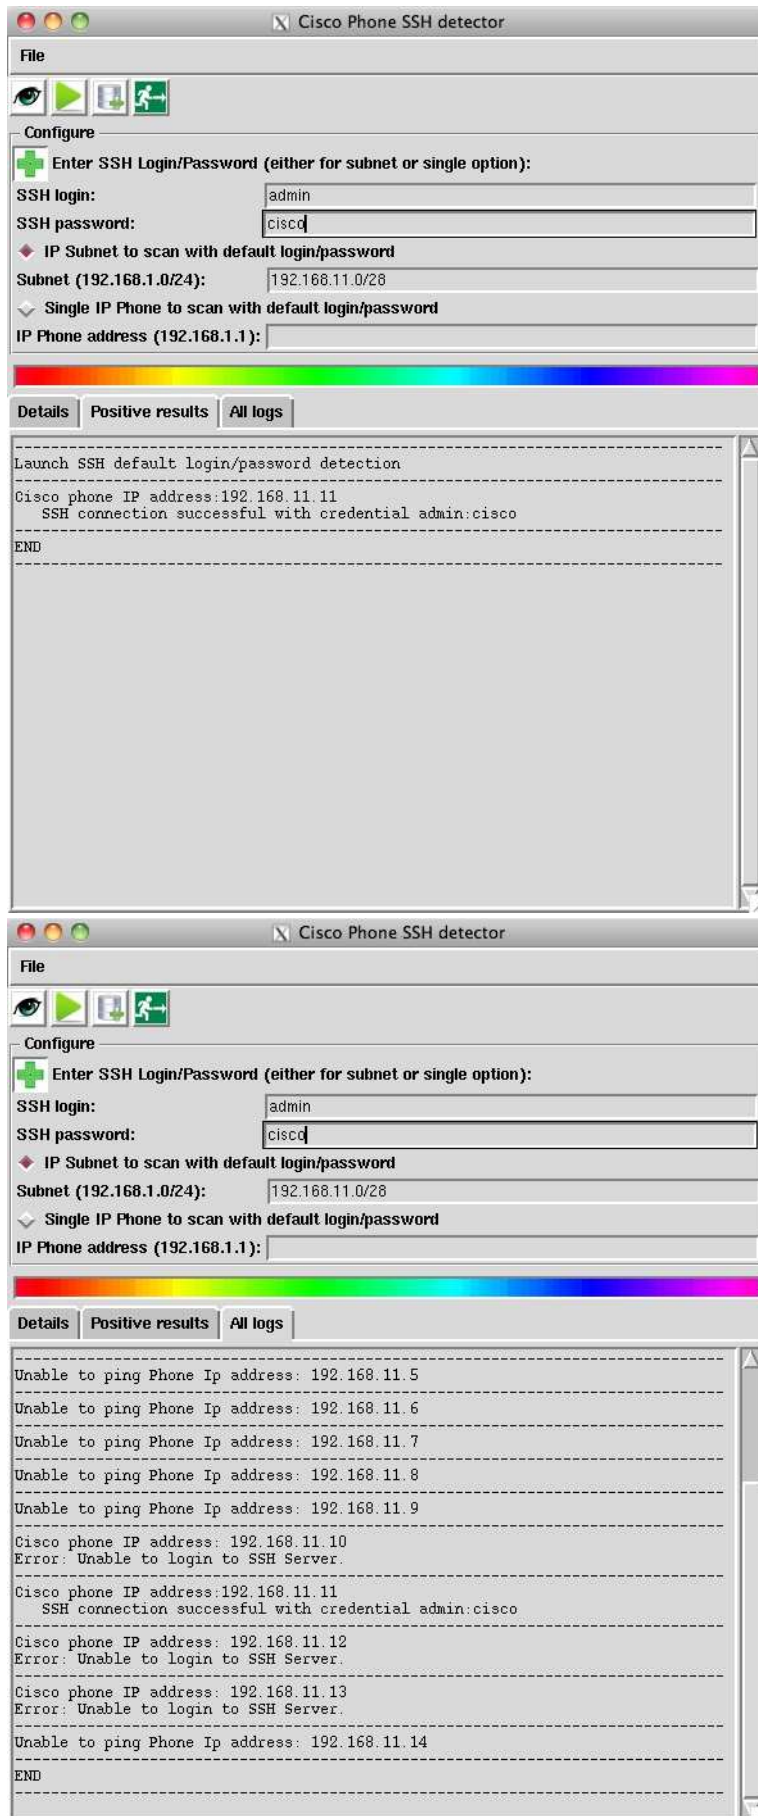 Cisco Phone SSH detector
File
Configure
Enter SSH Login/Password (either for subnet or single option):
SSH login: admin
SSH password: cisco
IP Subnet to scan with default login/password
Subnet (192.168.1.0/24): 192.168.11.0/28
Single IP Phone to scan with default login/password
IP Phone address (192.168.1.1):
Details Positive results All logs
Launch SSH default login/password detection
Cisco phone IP address:192.168.11.11
SSH connection successful with credential admin:cisco
END
Cisco Phone SSH detector
File
Configure
Enter SSH Login/Password (either for subnet or single option):
SSH login: admin
SSH password: cisco
IP Subnet to scan with default login/password
Subnet (192.168.1.0/24): 192.168.11.0/28
Single IP Phone to scan with default login/password
IP Phone address (192.168.1.1):
Details Positive results All logs
Unable to ping Phone Ip address: 192.168.11.5
Unable to ping Phone Ip address: 192.168.11.6
Unable to ping Phone Ip address: 192.168.11.7
Unable to ping Phone Ip address: 192.168.11.8
Unable to ping Phone Ip address: 192.168.11.9
Cisco phone IP address: 192.168.11.10
Error: Unable to login to SSH Server.
Cisco phone IP address:192.168.11.11
SSH connection successful with credential admin:cisco
Cisco phone IP address: 192.168.11.12
Error: Unable to login to SSH Server.
Cisco phone IP address: 192.168.11.13
Error: Unable to login to SSH Server.
Unable to ping Phone Ip address: 192.168.11.14
END